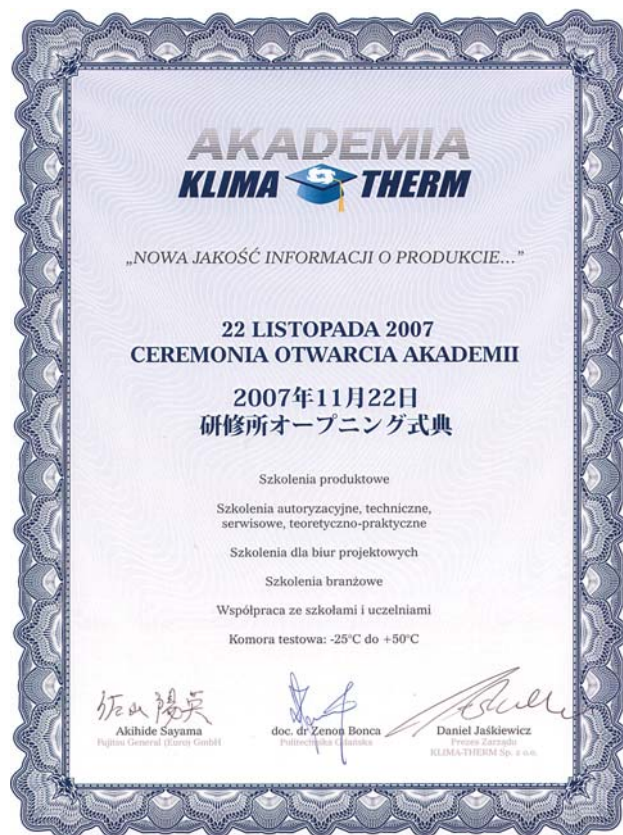 AKADEMIA
KLIMA THERM
„NOWA JAKOŚĆ INFORMACJI O PRODUKCIE...”
22 LISTOPADA 2007
CEREMONIA OTWARCIA AKADEMII
2007年11月22日
研修所オープニング式典
Szkolenia produktowe
Szkolenia autoryzacyjne, techniczne,
serwisowe, teoretyczno-praktyczne
Szkolenia dla biur projektowych
Szkolenia branżowe
Współpraca ze szkołami i uczelniami
Komora testowa: -25°C do +50°C
佐山陽英
Akihide Sayama
Fujitsu General (Euro) GmbH
doc. dr Zenon Bonca
Politechnika Gdańska
Daniel Jaśkiewicz
Prezes Zarządu
KLIMA-THERM Sp. z o.o.